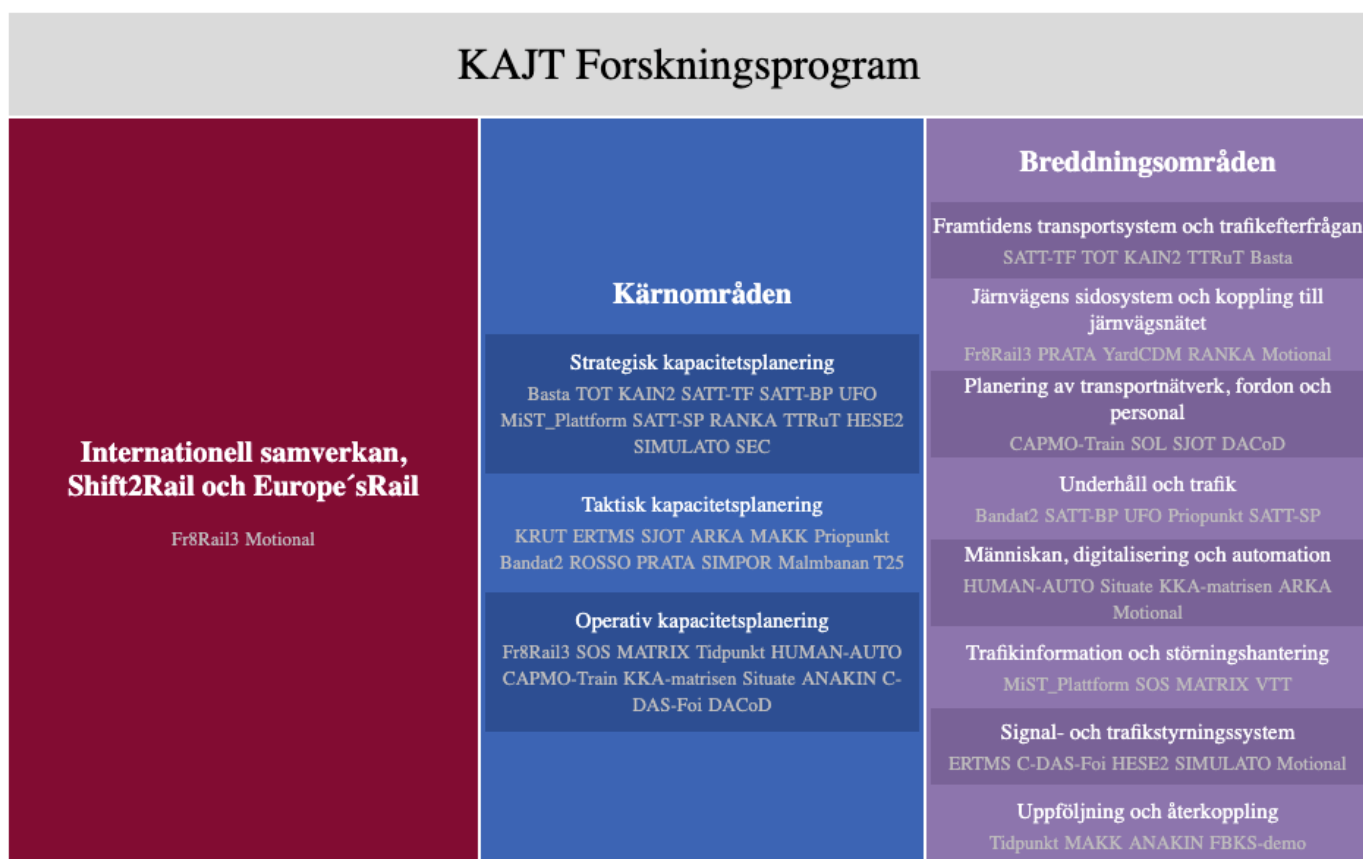 KAJT Forskningsprogram
Internationell samverkan,
Shift2Rail och Europe´sRail
Fr8Rail3 Motional
Kärnområden
Strategisk kapacitetsplanering
Basta TOT KAIN2 SATT-TF SATT-BP UFO
MiST_Plattform SATT-SP RANKA TTRuT HESE2
SIMULATO SEC
Taktisk kapacitetsplanering
KRUT ERTMS SJOT ARKA MAKK Priopunkt
Bandat2 ROSSO PRATA SIMPOR Malmbanan T25
Operativ kapacitetsplanering
Fr8Rail3 SOS MATRIX Tidpunkt HUMAN-AUTO
CAPMO-Train KKA-matrisen Situate ANAKIN C-
DAS-Foi DACoD
Breddningsområden
Framtidens transportsystem och trafikefterfrågan
SATT-TF TOT KAIN2 TTRuT Basta
Järnvägens sidosystem och koppling till
järnvägsnätet
Fr8Rail3 PRATA YardCDM RANKA Motional
Planering av transportnätverk, fordon och
personal
CAPMO-Train SOL SJOT DACoD
Underhåll och trafik
Bandat2 SATT-BP UFO Priopunkt SATT-SP
Människan, digitalisering och automation
HUMAN-AUTO Situate KKA-matrisen ARKA
Motional
Trafikinformation och störningshantering
MiST_Plattform SOS MATRIX VTT
Signal- och trafikstyrningssystem
ERTMS C-DAS-Foi HESE2 SIMULATO Motional
Uppföljning och återkoppling
Tidpunkt MAKK ANAKIN FBKS-demo